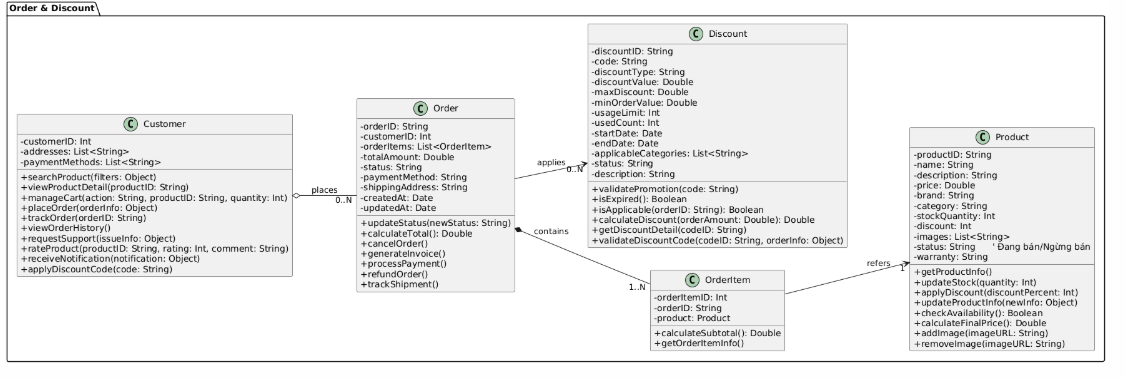 Order & Discount
C Customer
-customerID: Int
-addresses: List<String>
-paymentMethods: List<String>
+searchProduct(filters: Object)
+viewProductDetail(productID: String)
+manageCart(action: String, productID: String, quantity: Int)
+placeOrder(orderInfo: Object)
+trackOrder(orderID: String)
+viewOrderHistory()
+requestSupport(issueInfo: Object)
+rateProduct(productID: String, rating: Int, comment: String)
+receiveNotification(notification: Object)
+applyDiscountCode(code: String)
places
0..N
C Order
-orderID: String
-customerID: Int
-orderItems: List<OrderItem>
-totalAmount: Double
-status: String
-paymentMethod: String
-shippingAddress: String
-createdAt: Date
-updatedAt: Date
+updateStatus(newStatus: String)
+calculateTotal(): Double
+cancelOrder()
+generateInvoice()
+processPayment()
+refundOrder()
+trackShipment()
applies
0..N
contains
1..N
C Discount
-discountID: String
-code: String
-discountType: String
-discountValue: Double
-maxDiscount: Double
-minOrderValue: Double
-usageLimit: Int
-usedCount: Int
-startDate: Date
-endDate: Date
-applicableCategories: List<String>
-status: String
-description: String
+validatePromotion(code: String)
+isExpired(): Boolean
+isApplicable(orderID: String): Boolean
+calculateDiscount(orderAmount: Double): Double
+getDiscountDetail(codeID: String)
+validateDiscountCode(codeID: String, orderInfo: Object)
C OrderItem
-orderItemID: Int
-orderID: String
-product: Product
+calculateSubtotal(): Double
+getOrderItemInfo()
refers
1
C Product
-productID: String
-name: String
-description: String
-price: Double
-brand: String
-category: String
-stockQuantity: Int
-discount: Int
-images: List<String>
-status: String ' Đang bán/Ngừng bán
-warranty: String
+getProductInfo()
+updateStock(quantity: Int)
+applyDiscount(discountPercent: Int)
+updateProductInfo(newInfo: Object)
+checkAvailability(): Boolean
+calculateFinalPrice(): Double
+addImage(imageURL: String)
+removeImage(imageURL: String)